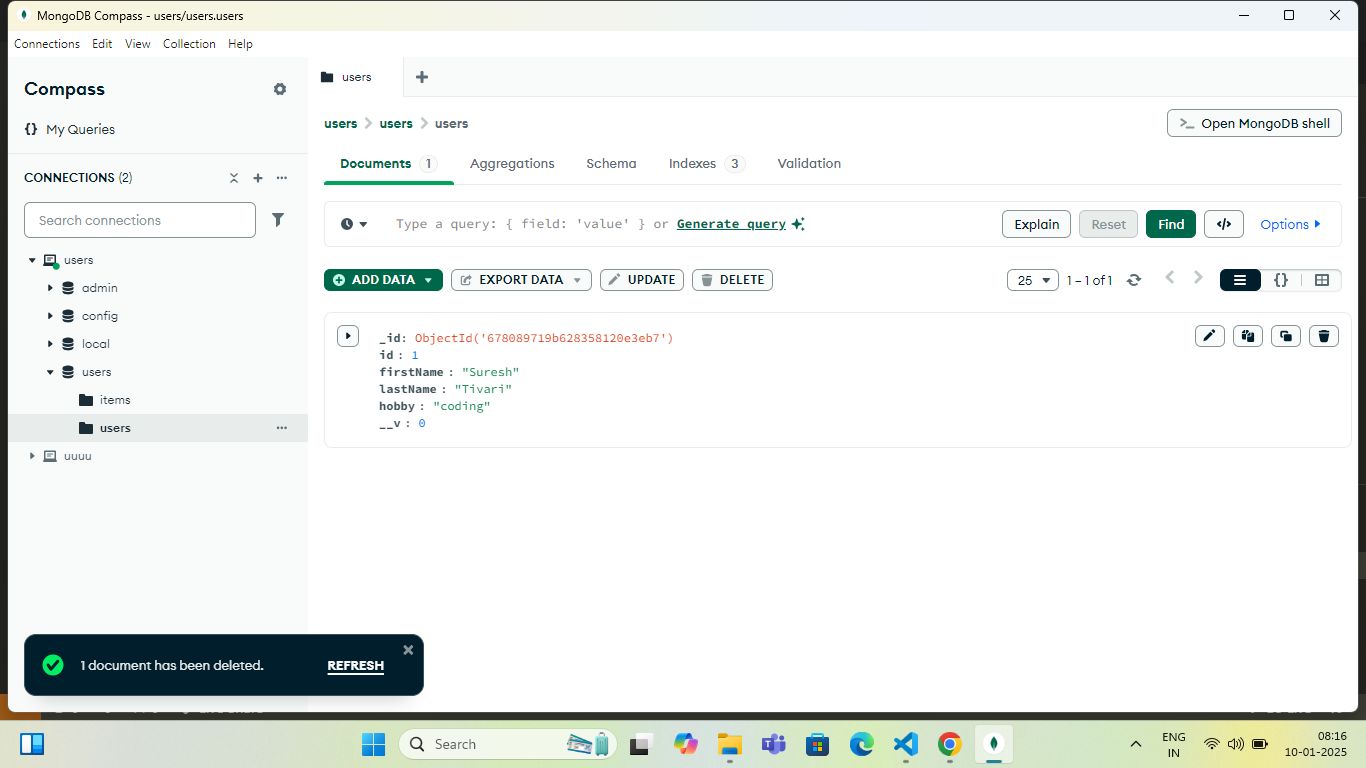 MongoDB Compass - users/users.users
Connections Edit View Collection Help
Compass
{} My Queries
CONNECTIONS (2)
Search connections
users
admin
config
local
users
items
users
uuuu
users
users > users > users
>_ Open MongoDB shell
Documents 1 Aggregations Schema Indexes 3 Validation
Type a query: { field: 'value' } or Generate query
Explain Reset Find </> Options
ADD DATA EXPORT DATA UPDATE DELETE
25 1 – 1 of 1 {}
_id: ObjectId('678089719b628358120e3eb7')
id : 1
firstName : "Suresh"
lastName : "Tivari"
hobby : "coding"
__v : 0
1 document has been deleted. REFRESH
Search
ENG
IN
08:16
10-01-2025